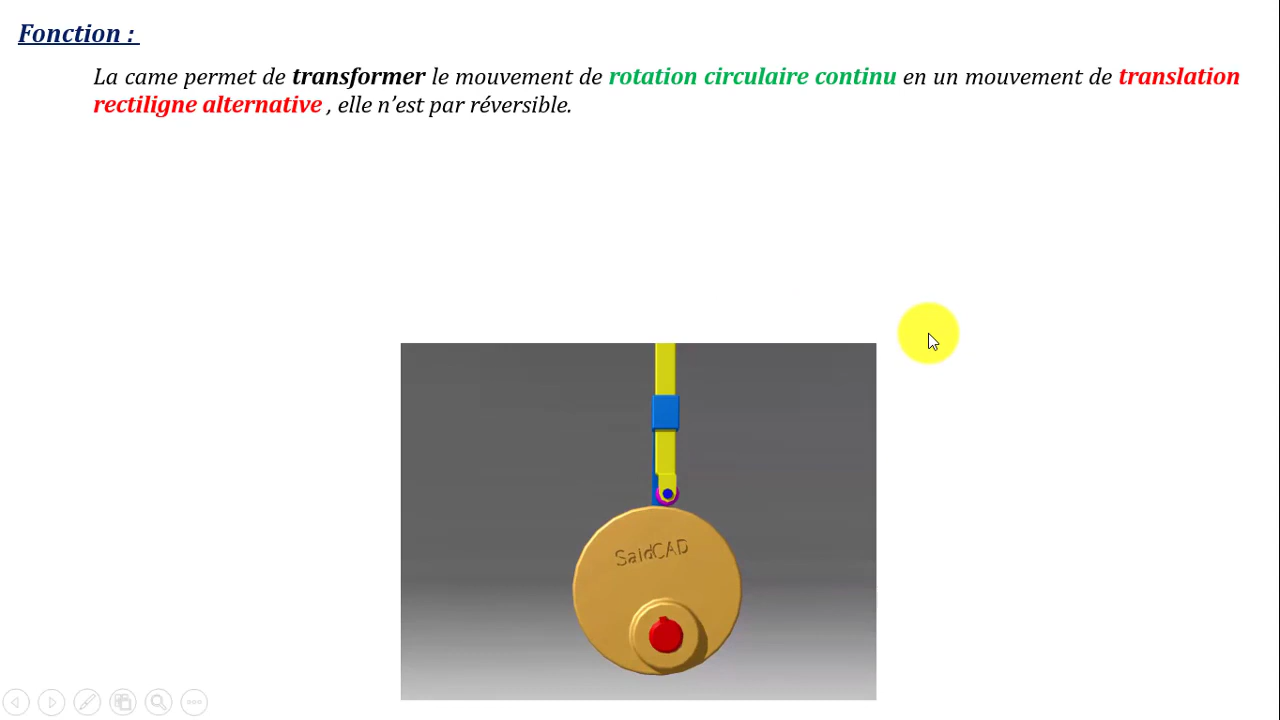 Fonction :
La came permet de transformer le mouvement de rotation circulaire continu en un mouvement de translation
rectiligne alternative , elle n’est par réversible.
SaidCAD